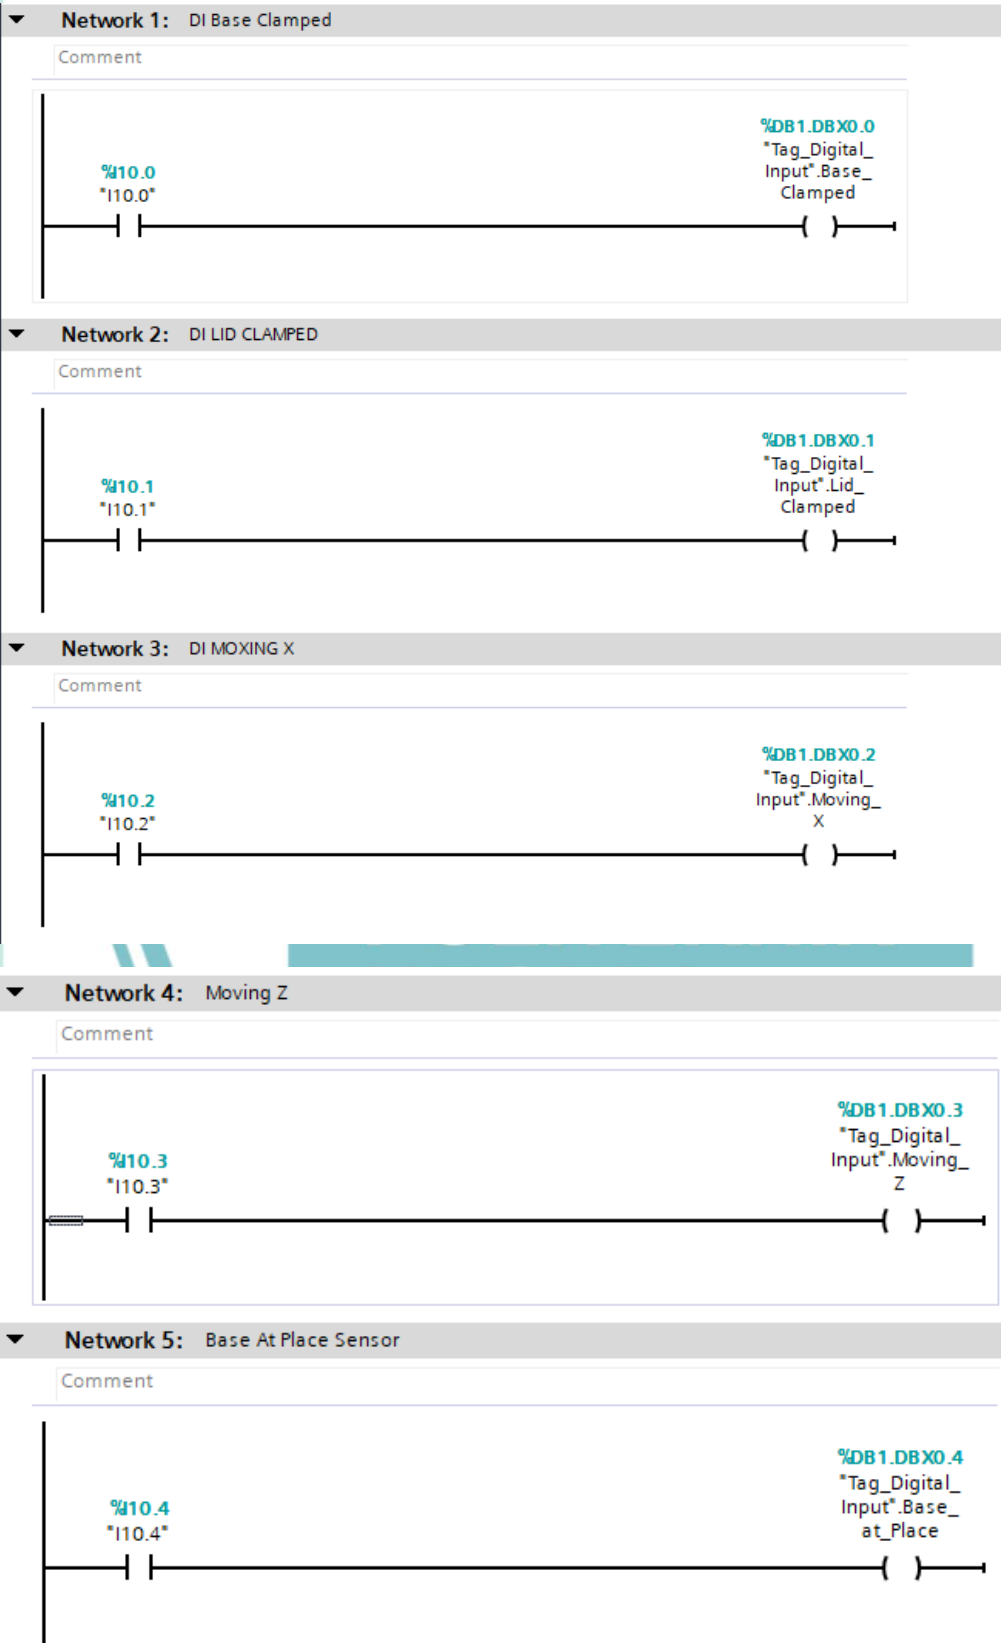 Network 1: DI Base Clamped
Comment
%DB1.DBX0.0
"Tag_Digital_
Input".Base_
Clamped
%I10.0
"I10.0"
Network 2: DI LID CLAMPED
Comment
%DB1.DBX0.1
"Tag_Digital_
Input".Lid_
Clamped
%I10.1
"I10.1"
Network 3: DI MOXING X
Comment
%DB1.DBX0.2
"Tag_Digital_
Input".Moving_
X
%I10.2
"I10.2"
Network 4: Moving Z
Comment
%DB1.DBX0.3
"Tag_Digital_
Input".Moving_
Z
%I10.3
"I10.3"
Network 5: Base At Place Sensor
Comment
%DB1.DBX0.4
"Tag_Digital_
Input".Base_
at_Place
%I10.4
"I10.4"